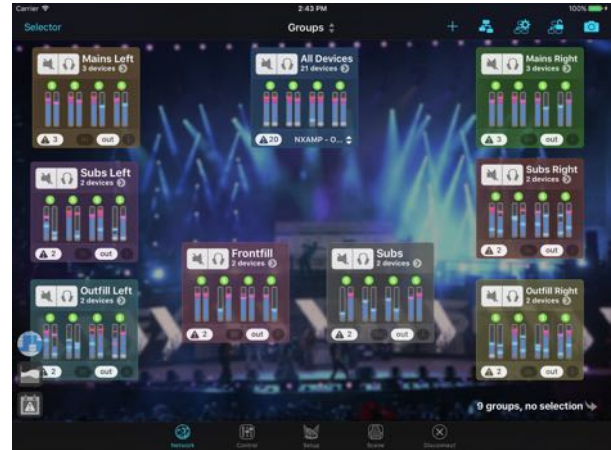 Carrier 2:43 PM 100%
Selector Groups
Mains Left
3 devices
3 out
All Devices
21 devices
20 NXAMP - O...
Mains Right
3 devices
3 out
Subs Left
2 devices
2 out
Subs Right
2 devices
2 out
Frontfill
2 devices
2 out
Subs
2 devices
2 out
Outfill Left
2 devices
2 out
Outfill Right
2 devices
2 out
9 groups, no selection
Network Control Setup Scene Disconnect